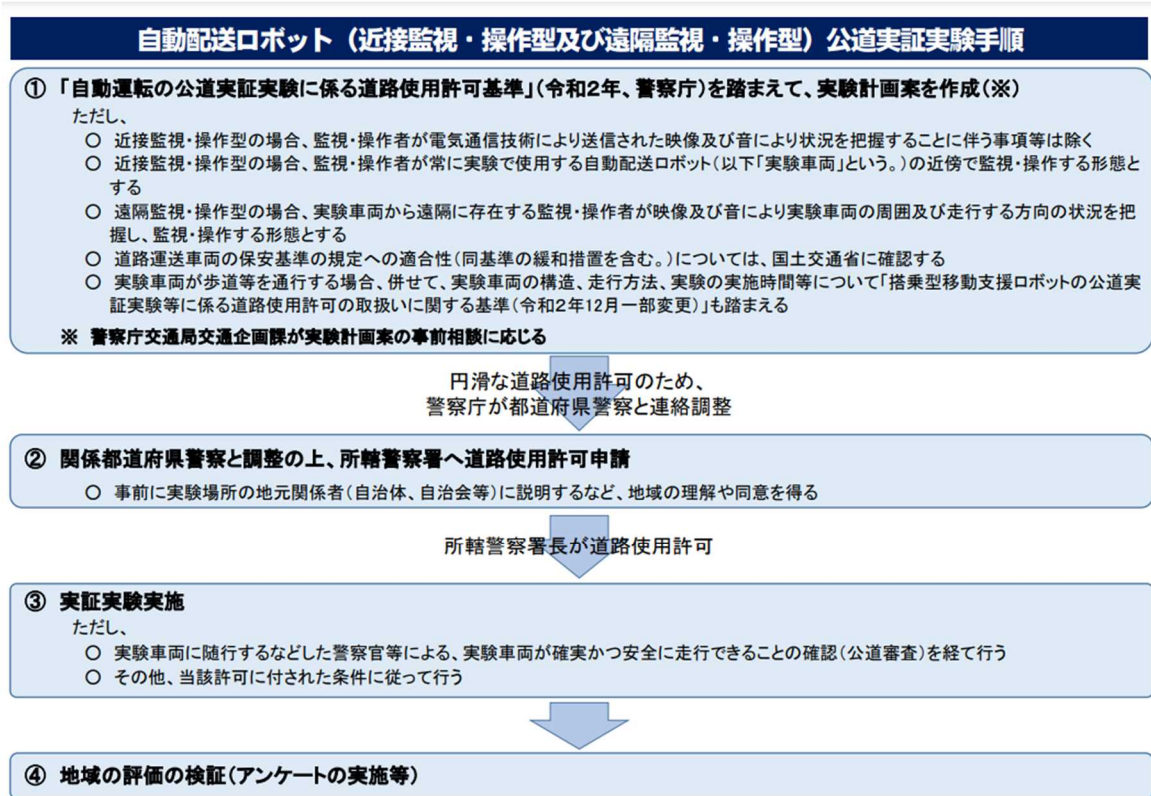 自動配送ロボット（近接監視・操作型及び遠隔監視・操作型）公道実証実験手順
① 「自動運転の公道実証実験に係る道路使用許可基準」（令和２年、警察庁）を踏まえて、実験計画案を作成（※）
ただし、
○ 近接監視・操作型の場合、監視・操作者が電気通信技術により送信された映像及び音により状況を把握することに伴う事項等は除く
○ 近接監視・操作型の場合、監視・操作者が常に実験で使用する自動配送ロボット（以下「実験車両」という。）の近傍で監視・操作する形態と
する
○ 遠隔監視・操作型の場合、実験車両から遠隔に存在する監視・操作者が映像及び音により実験車両の周囲及び走行する方向の状況を把
握し、監視・操作する形態とする
○ 道路運送車両の保安基準の規定への適合性（同基準の緩和措置を含む。）については、国土交通省に確認する
○ 実験車両が歩道等を通行する場合、併せて、実験車両の構造、走行方法、実験の実施時間等について「搭乗型移動支援ロボットの公道実
証実験等に係る道路使用許可の取扱いに関する基準（令和２年12月一部変更）」も踏まえる
※ 警察庁交通局交通企画課が実験計画案の事前相談に応じる
円滑な道路使用許可のため、
警察庁が都道府県警察と連絡調整
② 関係都道府県警察と調整の上、所轄警察署へ道路使用許可申請
○ 事前に実験場所の地元関係者（自治体、自治会等）に説明するなど、地域の理解や同意を得る
所轄警察署長が道路使用許可
③ 実証実験実施
ただし、
○ 実験車両に随行するなどした警察官等による、実験車両が確実かつ安全に走行できることの確認（公道審査）を経て行う
○ その他、当該許可に付された条件に従って行う
④ 地域の評価の検証（アンケートの実施等）